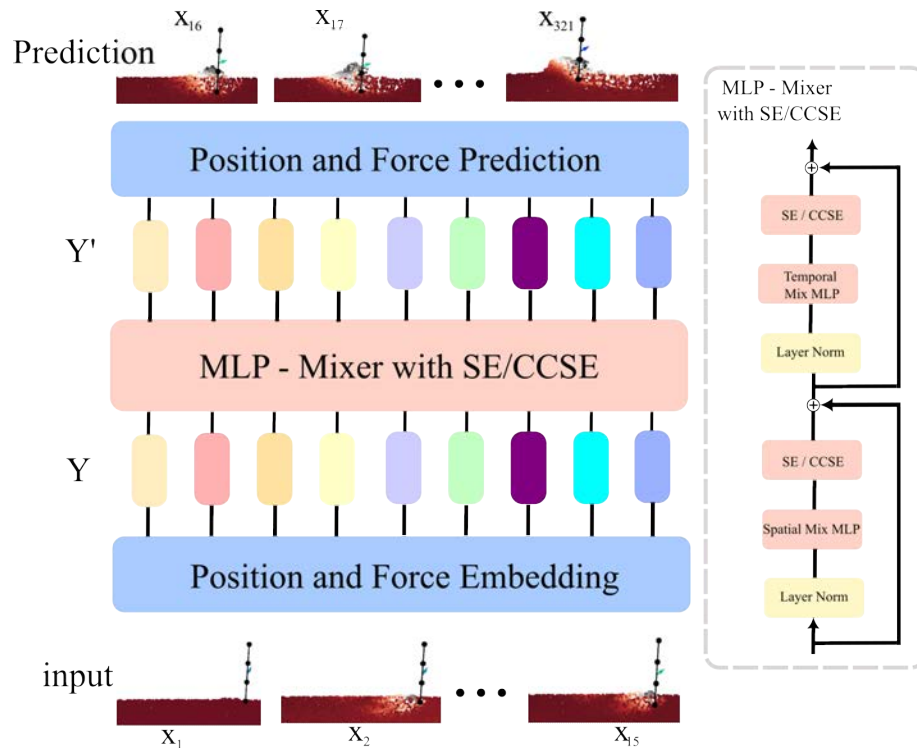 X16 X17 X321
Prediction
Position and Force Prediction
Y'
MLP - Mixer with SE/CCSE
Y
Position and Force Embedding
input
X1 X2 X15
MLP - Mixer
with SE/CCSE
SE / CCSE
Temporal
Mix MLP
Layer Norm
SE / CCSE
Spatial Mix MLP
Layer Norm